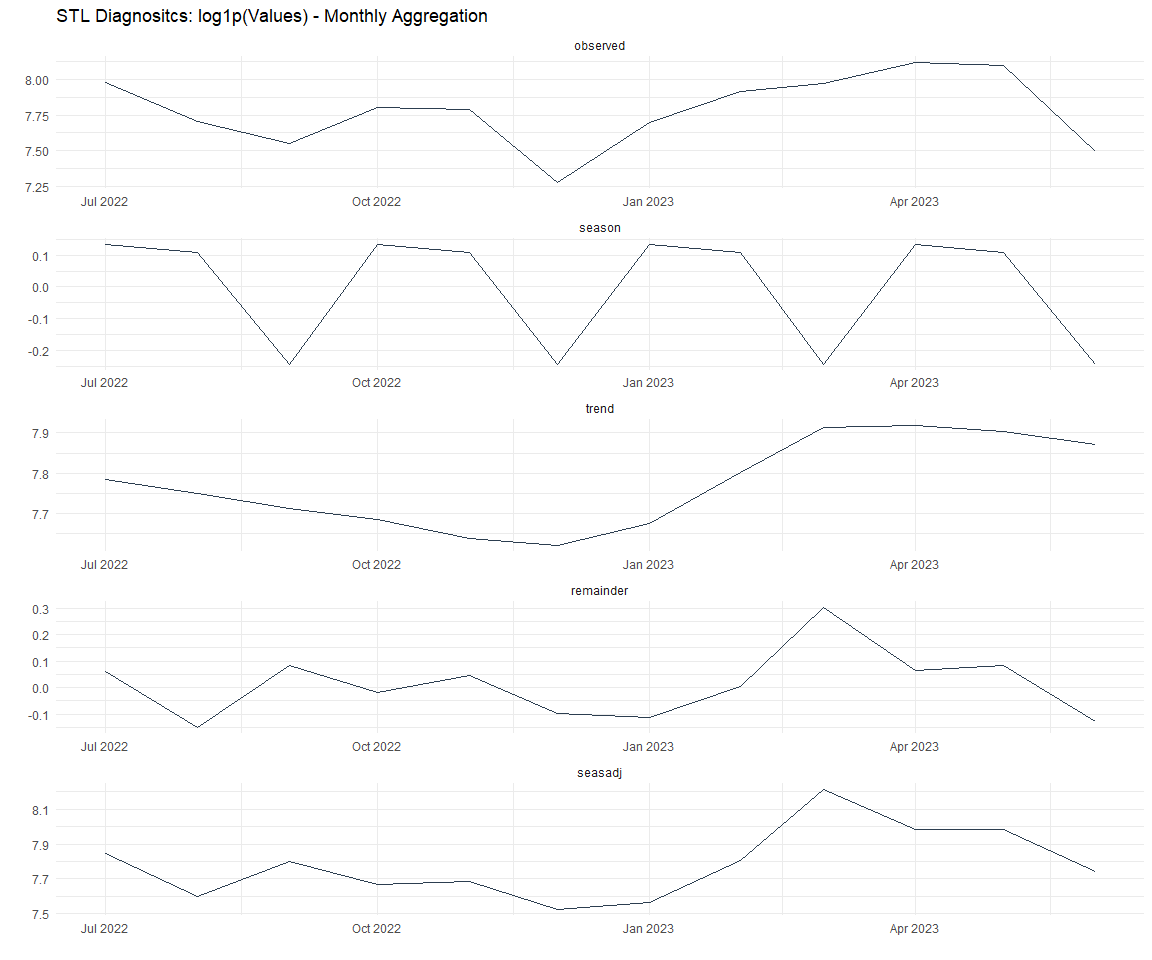 STL Diagnositcs: log1p(Values) - Monthly Aggregation
observed
8.00
7.75
7.50
7.25
Jul 2022 Oct 2022 Jan 2023 Apr 2023
season
0.1
0.0
-0.1
-0.2
Jul 2022 Oct 2022 Jan 2023 Apr 2023
trend
7.9
7.8
7.7
Jul 2022 Oct 2022 Jan 2023 Apr 2023
remainder
0.3
0.2
0.1
0.0
-0.1
Jul 2022 Oct 2022 Jan 2023 Apr 2023
seasadj
8.1
7.9
7.7
7.5
Jul 2022 Oct 2022 Jan 2023 Apr 2023